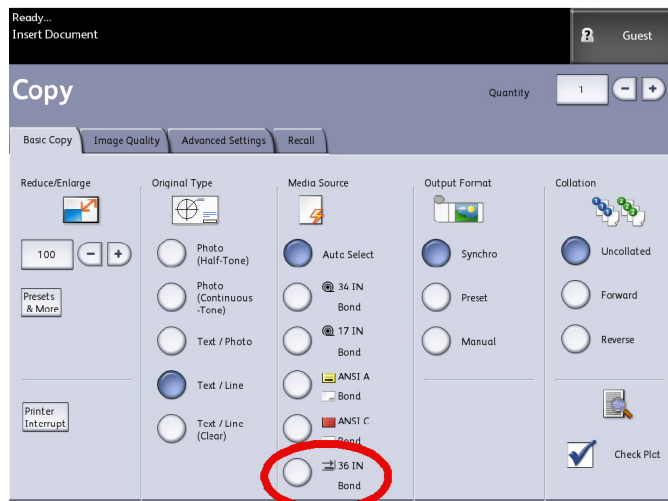 Ready...
Insert Document
Guest
Copy
Quantity
1
Basic Copy
Image Quality
Advanced Settings
Recall
Reduce/Enlarge
100
Presets
& More
Printer
Interrupt
Original Type
Photo
(Half-Tone)
Photo
(Continuous
-Tone)
Text / Photo
Text / Line
Text / Line
(Clear)
Media Source
Auto Select
34 IN
Bond
17 IN
Bond
ANSI A
Bond
ANSI C
Bond
36 IN
Bond
Output Format
Synchro
Preset
Manual
Collation
Uncollated
Forward
Reverse
Check Plot